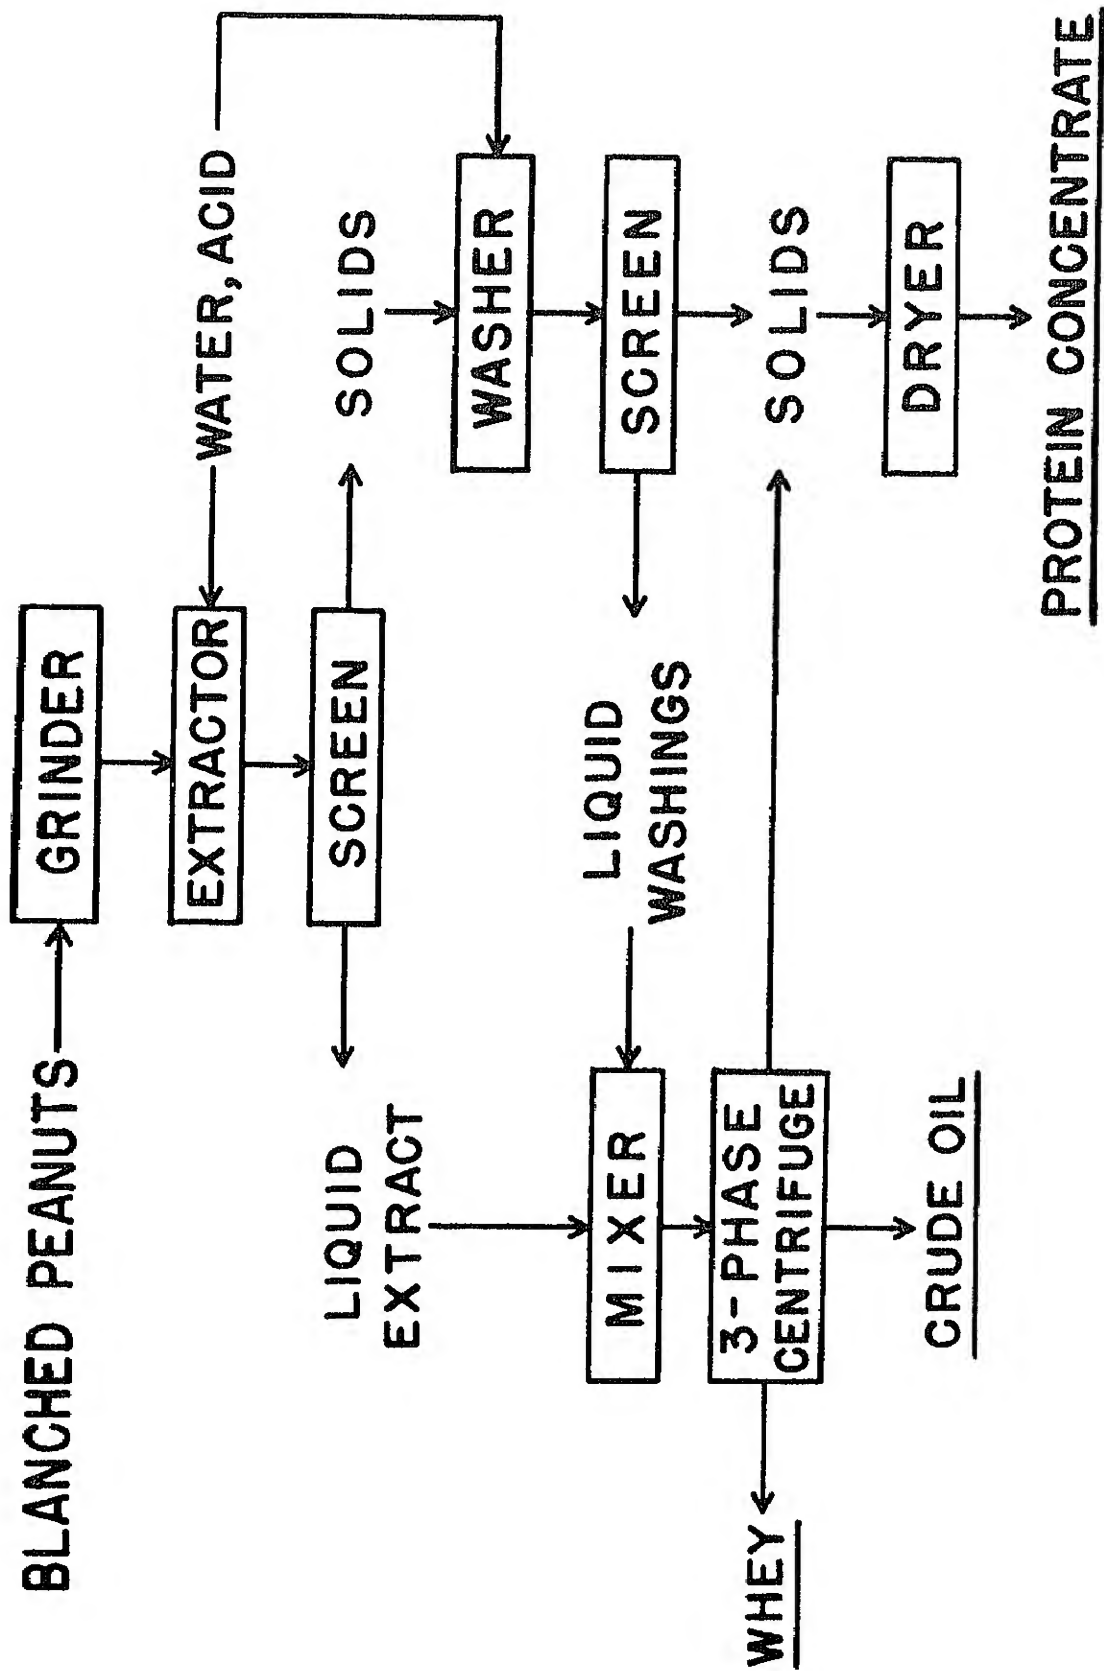 BLANCHED PEANUTS
GRINDER
EXTRACTOR
WATER, ACID
SCREEN
LIQUID
EXTRACT
SOLIDS
WASHER
MIXER
LIQUID
WASHINGS
SCREEN
3-PHASE
CENTRIFUGE
SOLIDS
WHEY
DRYER
CRUDE OIL
PROTEIN CONCENTRATE